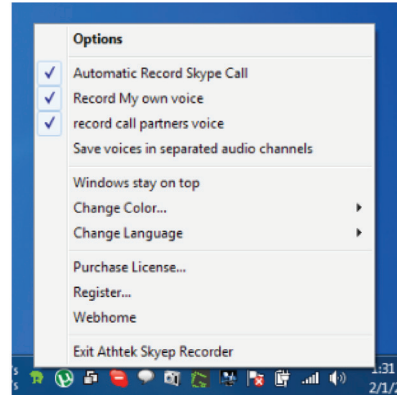 Options
Automatic Record Skype Call
Record My own voice
record call partners voice
Save voices in separated audio channels
Windows stay on top
Change Color...
Change Language
Purchase License...
Register...
Webhome
Exit Athtek Skyep Recorder
1:31
2/1/2